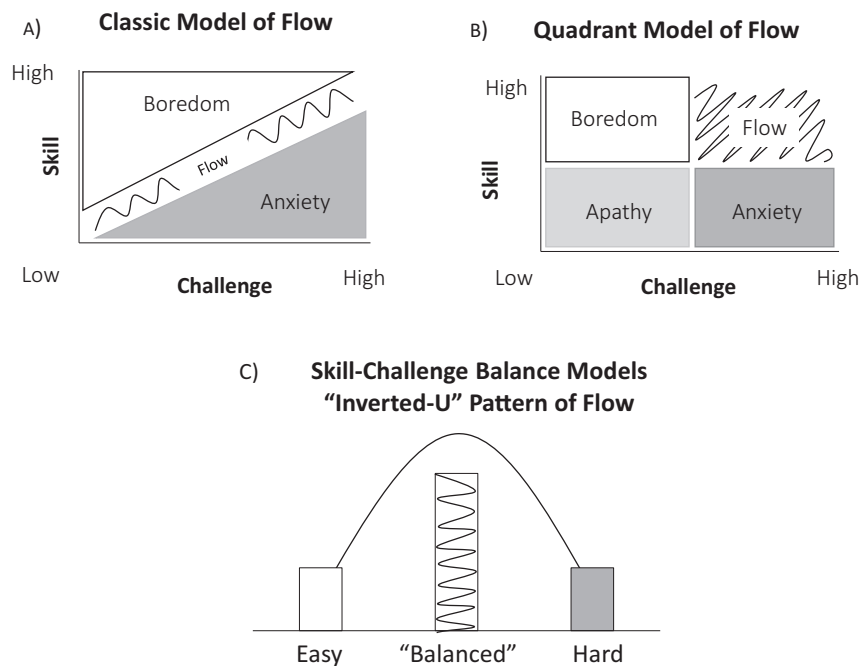 A)
Classic Model of Flow
High
Boredom
Skill
Flow
Anxiety
Low
Challenge
High
B)
Quadrant Model of Flow
High
Boredom
Flow
Skill
Apathy
Anxiety
Low
Challenge
High
C)
Skill-Challenge Balance Models
“Inverted-U” Pattern of Flow
Easy
“Balanced”
Hard